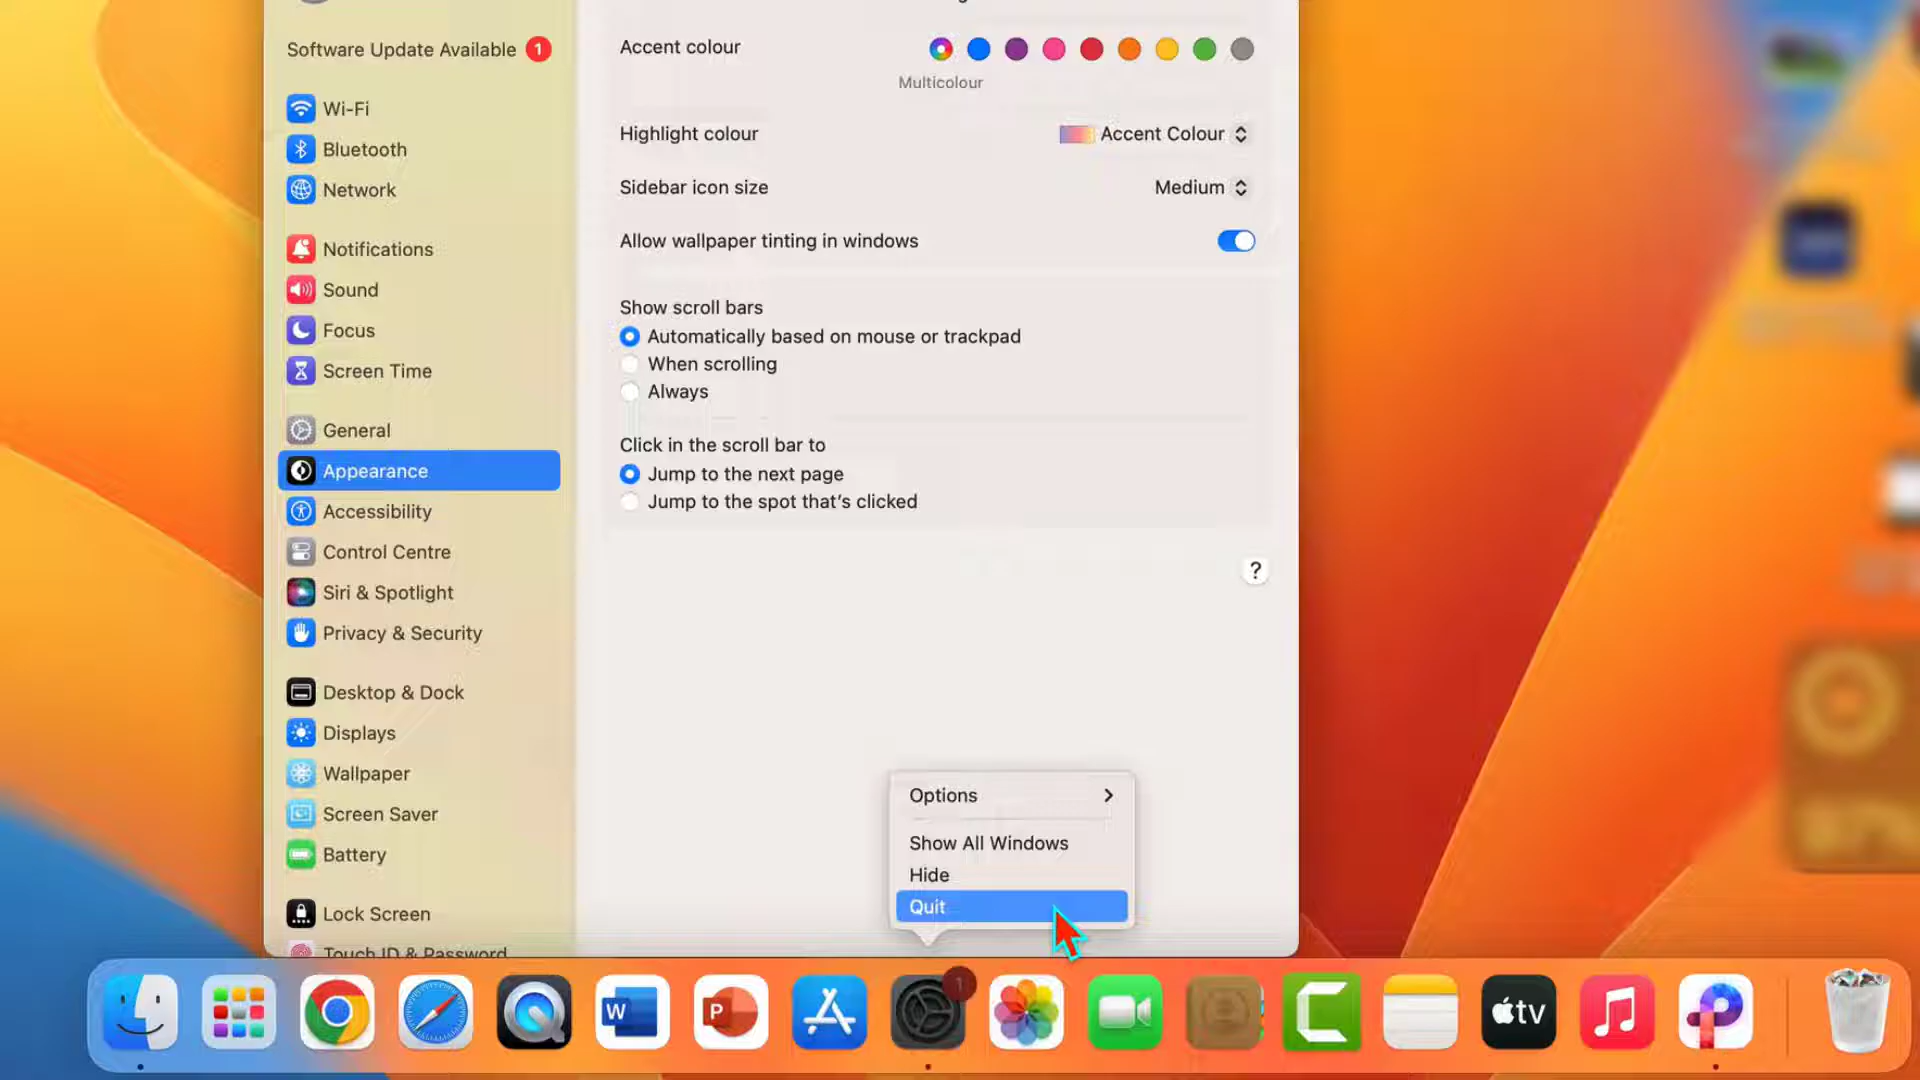 Software Update Available 1
Wi-Fi
Bluetooth
Network
Notifications
Sound
Focus
Screen Time
General
Appearance
Accessibility
Control Centre
Siri & Spotlight
Privacy & Security
Desktop & Dock
Displays
Wallpaper
Screen Saver
Battery
Lock Screen
Touch ID & Password
Accent colour
Multicolour
Highlight colour
Accent Colour
Sidebar icon size
Medium
Allow wallpaper tinting in windows
Show scroll bars
Automatically based on mouse or trackpad
When scrolling
Always
Click in the scroll bar to
Jump to the next page
Jump to the spot that's clicked
?
Options
Show All Windows
Hide
Quit
W
P
1
tv